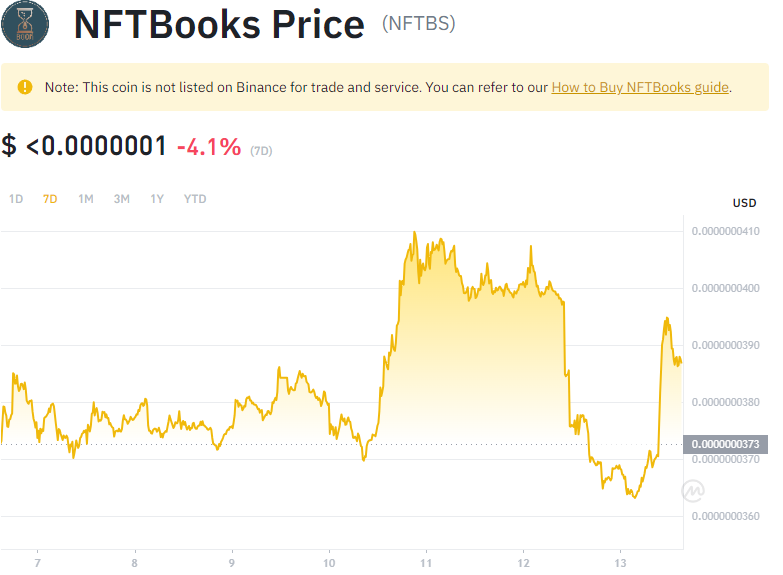 BOOK
NFTBooks Price (NFTBS)
Note: This coin is not listed on Binance for trade and service. You can refer to our How to Buy NFTBooks guide.
$ <0.0000001 -4.1% (7D)
1D 7D 1M 3M 1Y YTD
USD
0.0000000410
0.0000000400
0.0000000390
0.0000000380
0.0000000373
0.0000000370
0.0000000360
7 8 9 10 11 12 13